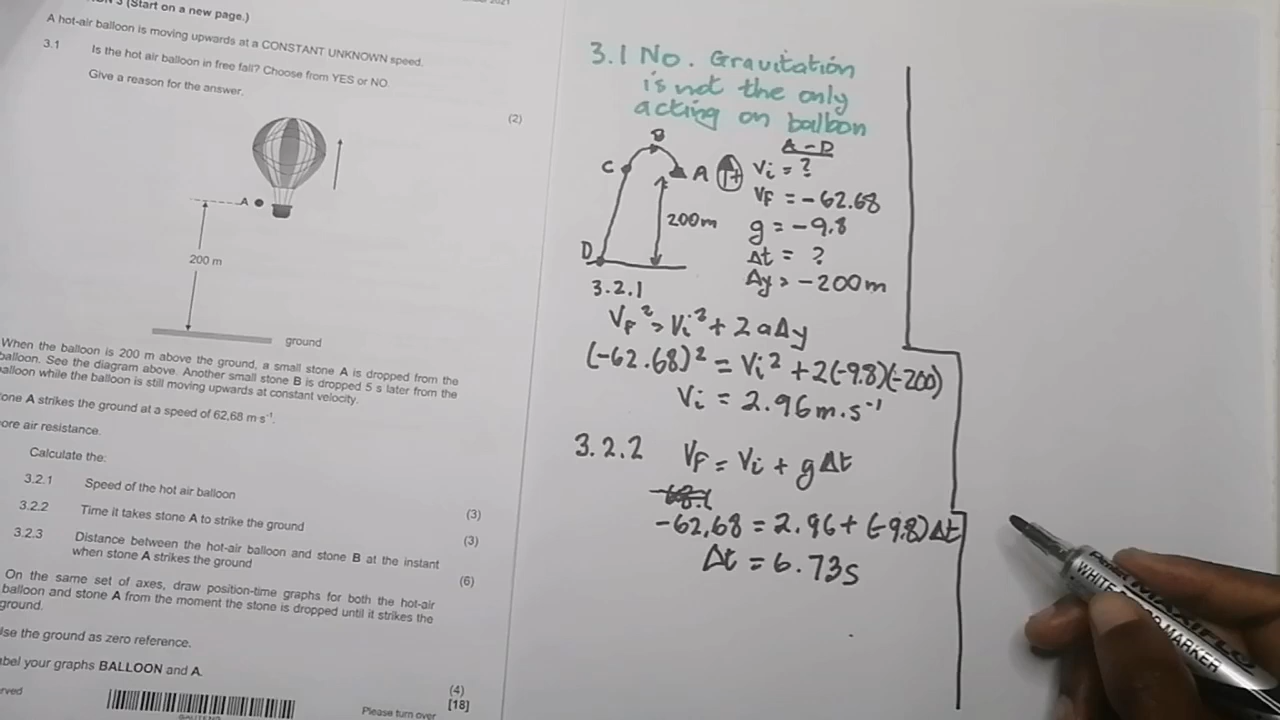 3 (Start on a new page.)
A hot-air balloon is moving upwards at a CONSTANT UNKNOWN speed.
3.1 Is the hot air balloon in free fall? Choose from YES or NO.
Give a reason for the answer.
(2)
A
200 m
ground
When the balloon is 200 m above the ground, a small stone A is dropped from the
balloon. See the diagram above. Another small stone B is dropped 5 s later from the
balloon while the balloon is still moving upwards at constant velocity.
one A strikes the ground at a speed of 62,68 m·s⁻¹.
ore air resistance.
Calculate the:
3.2.1 Speed of the hot air balloon
(3)
3.2.2 Time it takes stone A to strike the ground
(3)
3.2.3 Distance between the hot-air balloon and stone B at the instant
when stone A strikes the ground
(6)
On the same set of axes, draw position-time graphs for both the hot-air
balloon and stone A from the moment the stone is dropped until it strikes the
ground.
se the ground as zero reference.
abel your graphs BALLOON and A.
(4)
[18]
erved
Please turn over
3.1 No. Gravitation
is not the only
acting on balloon
B
C
A
+
D
200m
A-D
Vi = ?
VF = -62.68
g = -9.8
Δt = ?
Δy = -200m
3.2.1
VF² = Vi² + 2aΔy
(-62.68)² = Vi² + 2(-9.8)(-200)
Vi = 2.96m.s⁻¹
3.2.2 VF = Vi + gΔt
-62,68 = 2.96 + (-9.8)Δt
Δt = 6.73s
WHITE
MARKER